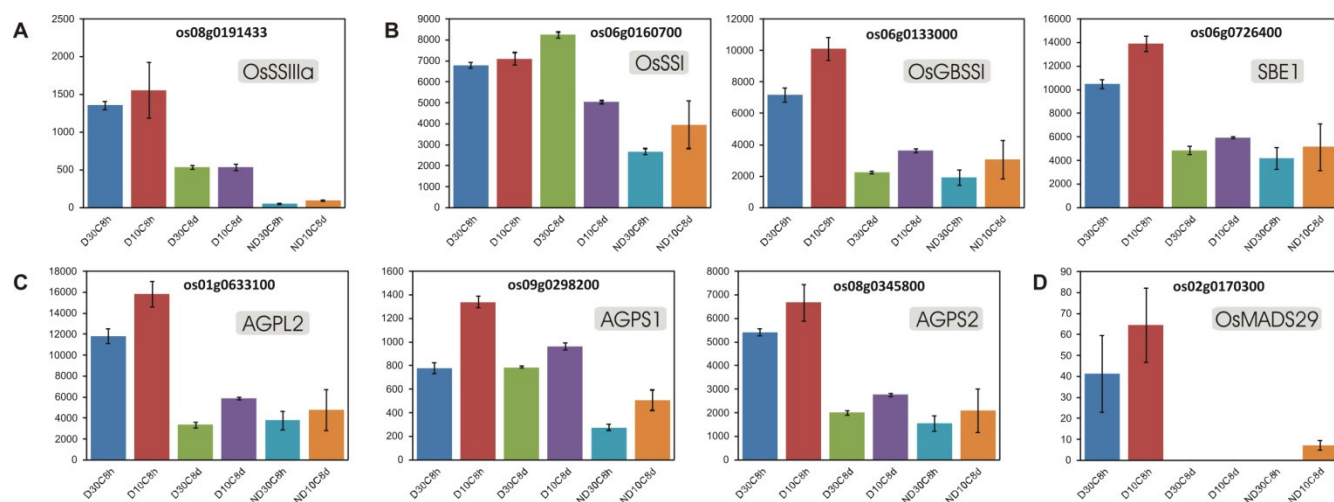 A
os08g0191433
OsSSIIIa
2500
2000
1500
1000
500
0
D30C8h
D10C8h
D30C8d
D10C8d
ND30C8h
ND10C8d
B
os06g0160700
OsSSI
9000
8000
7000
6000
5000
4000
3000
2000
1000
0
D30C8h
D10C8h
D30C8d
D10C8d
ND30C8h
ND10C8d
os06g0133000
OsGBSSI
12000
10000
8000
6000
4000
2000
0
D30C8h
D10C8h
D30C8d
D10C8d
ND30C8h
ND10C8d
os06g0726400
SBE1
16000
14000
12000
10000
8000
6000
4000
2000
0
D30C8h
D10C8h
D30C8d
D10C8d
ND30C8h
ND10C8d
C
os01g0633100
AGPL2
18000
16000
14000
12000
10000
8000
6000
4000
2000
0
D30C8h
D10C8h
D30C8d
D10C8d
ND30C8h
ND10C8d
os09g0298200
AGPS1
1600
1400
1200
1000
800
600
400
200
0
D30C8h
D10C8h
D30C8d
D10C8d
ND30C8h
ND10C8d
os08g0345800
AGPS2
8000
7000
6000
5000
4000
3000
2000
1000
0
D30C8h
D10C8h
D30C8d
D10C8d
ND30C8h
ND10C8d
D
os02g0170300
OsMADS29
90
80
70
60
50
40
30
20
10
0
D30C8h
D10C8h
D30C8d
D10C8d
ND30C8h
ND10C8d